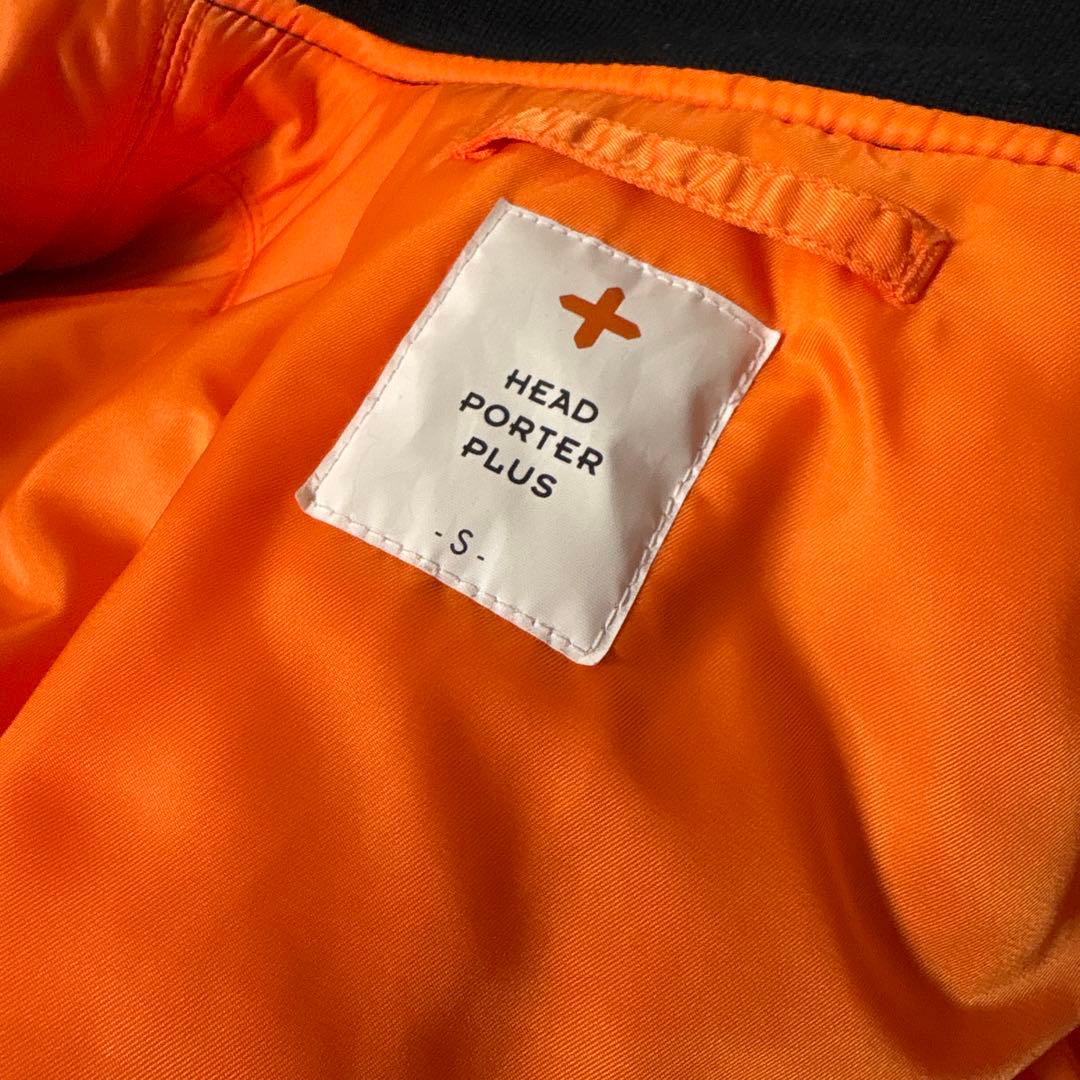 HEAD
PORTER
PLUS
- S -